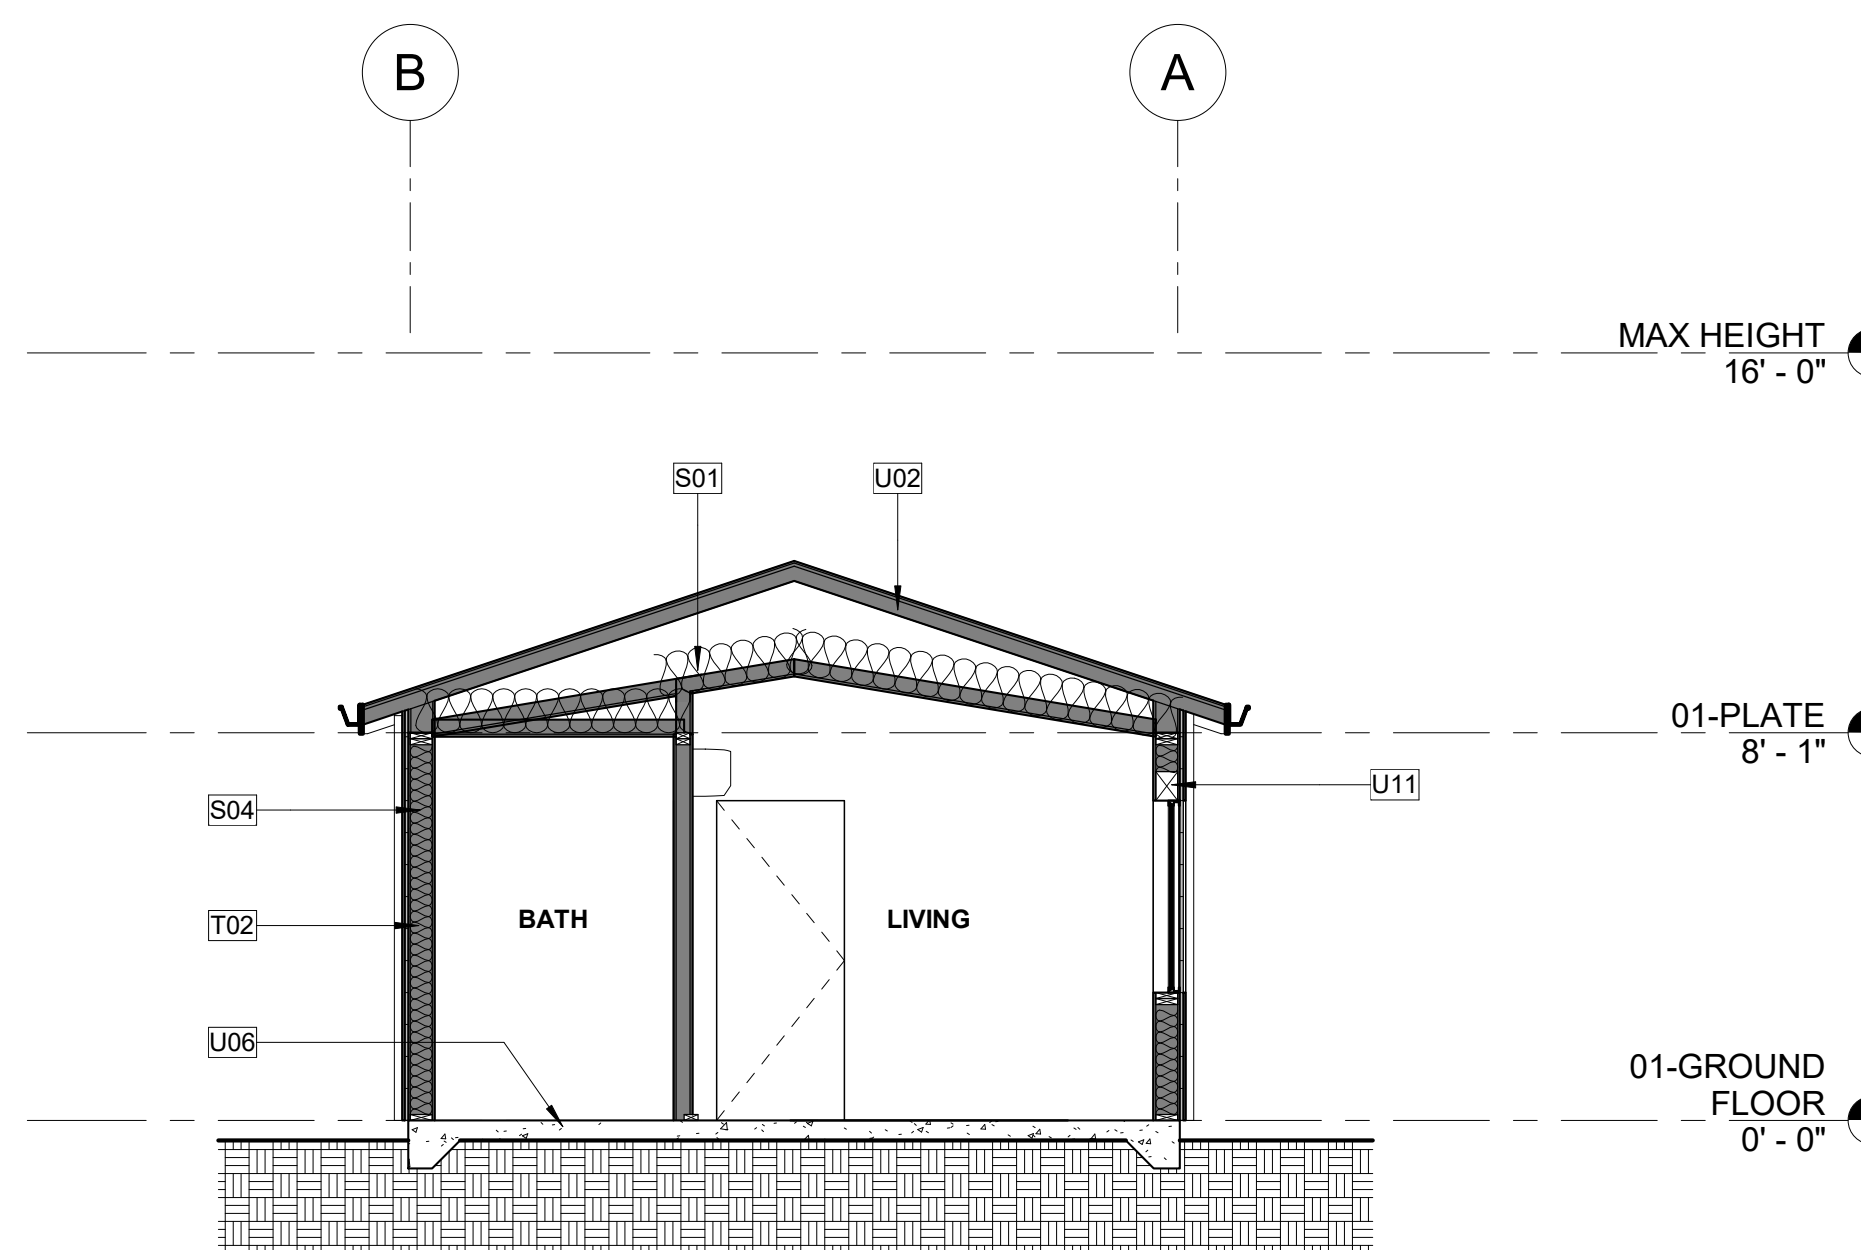 B
A
MAX HEIGHT
16' - 0"
S01
U02
01-PLATE
8' - 1"
U11
S04
BATH
LIVING
T02
U06
01-GROUND
FLOOR
0' - 0"